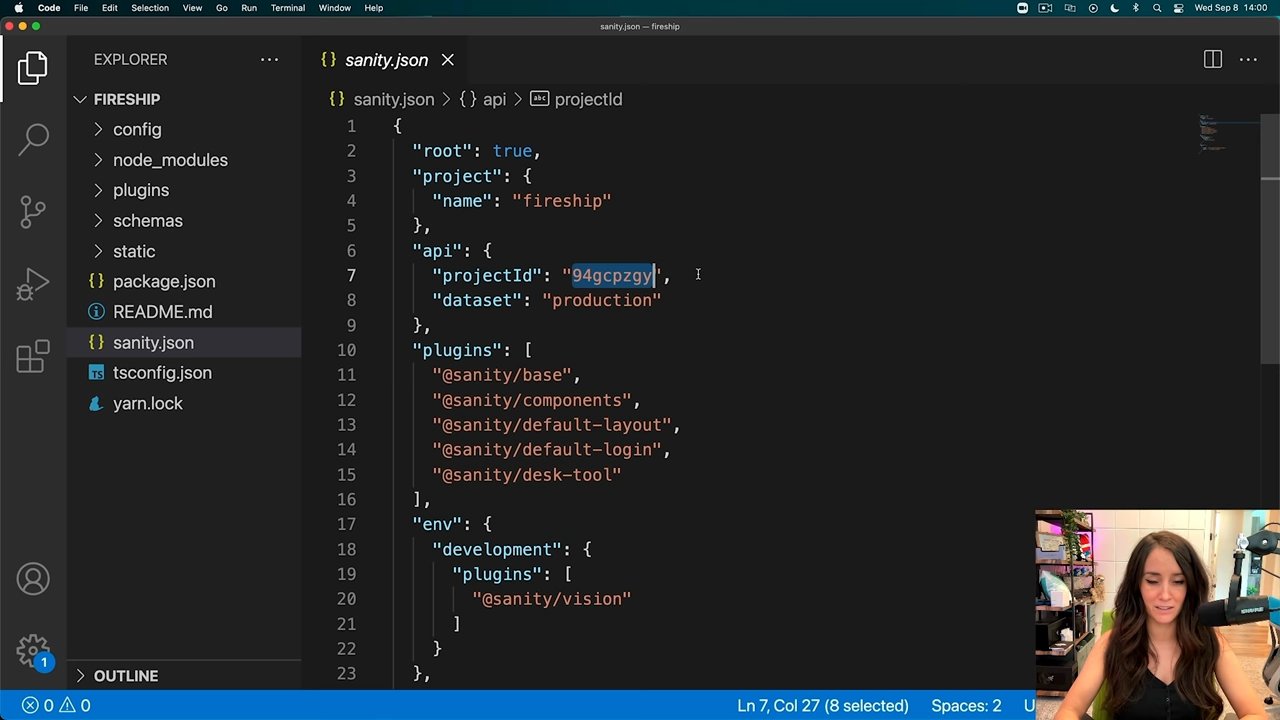 Code File Edit Selection View Go Run Terminal Window Help Wed Sep 8 14:00
sanity.json — fireship
EXPLORER
sanity.json
FIRESHIP
sanity.json > {} api > projectId
config
node_modules
plugins
schemas
static
package.json
README.md
sanity.json
TS tsconfig.json
yarn.lock
1 {
2 "root": true,
3 "project": {
4 "name": "fireship"
5 },
6 "api": {
7 "projectId": "94gcpzgy",
8 "dataset": "production"
9 },
10 "plugins": [
11 "@sanity/base",
12 "@sanity/components",
13 "@sanity/default-layout",
14 "@sanity/default-login",
15 "@sanity/desk-tool"
16 ],
17 "env": {
18 "development": {
19 "plugins": [
20 "@sanity/vision"
21 ]
22 }
23 },
1
OUTLINE
0 0 Ln 7, Col 27 (8 selected) Spaces: 2 U